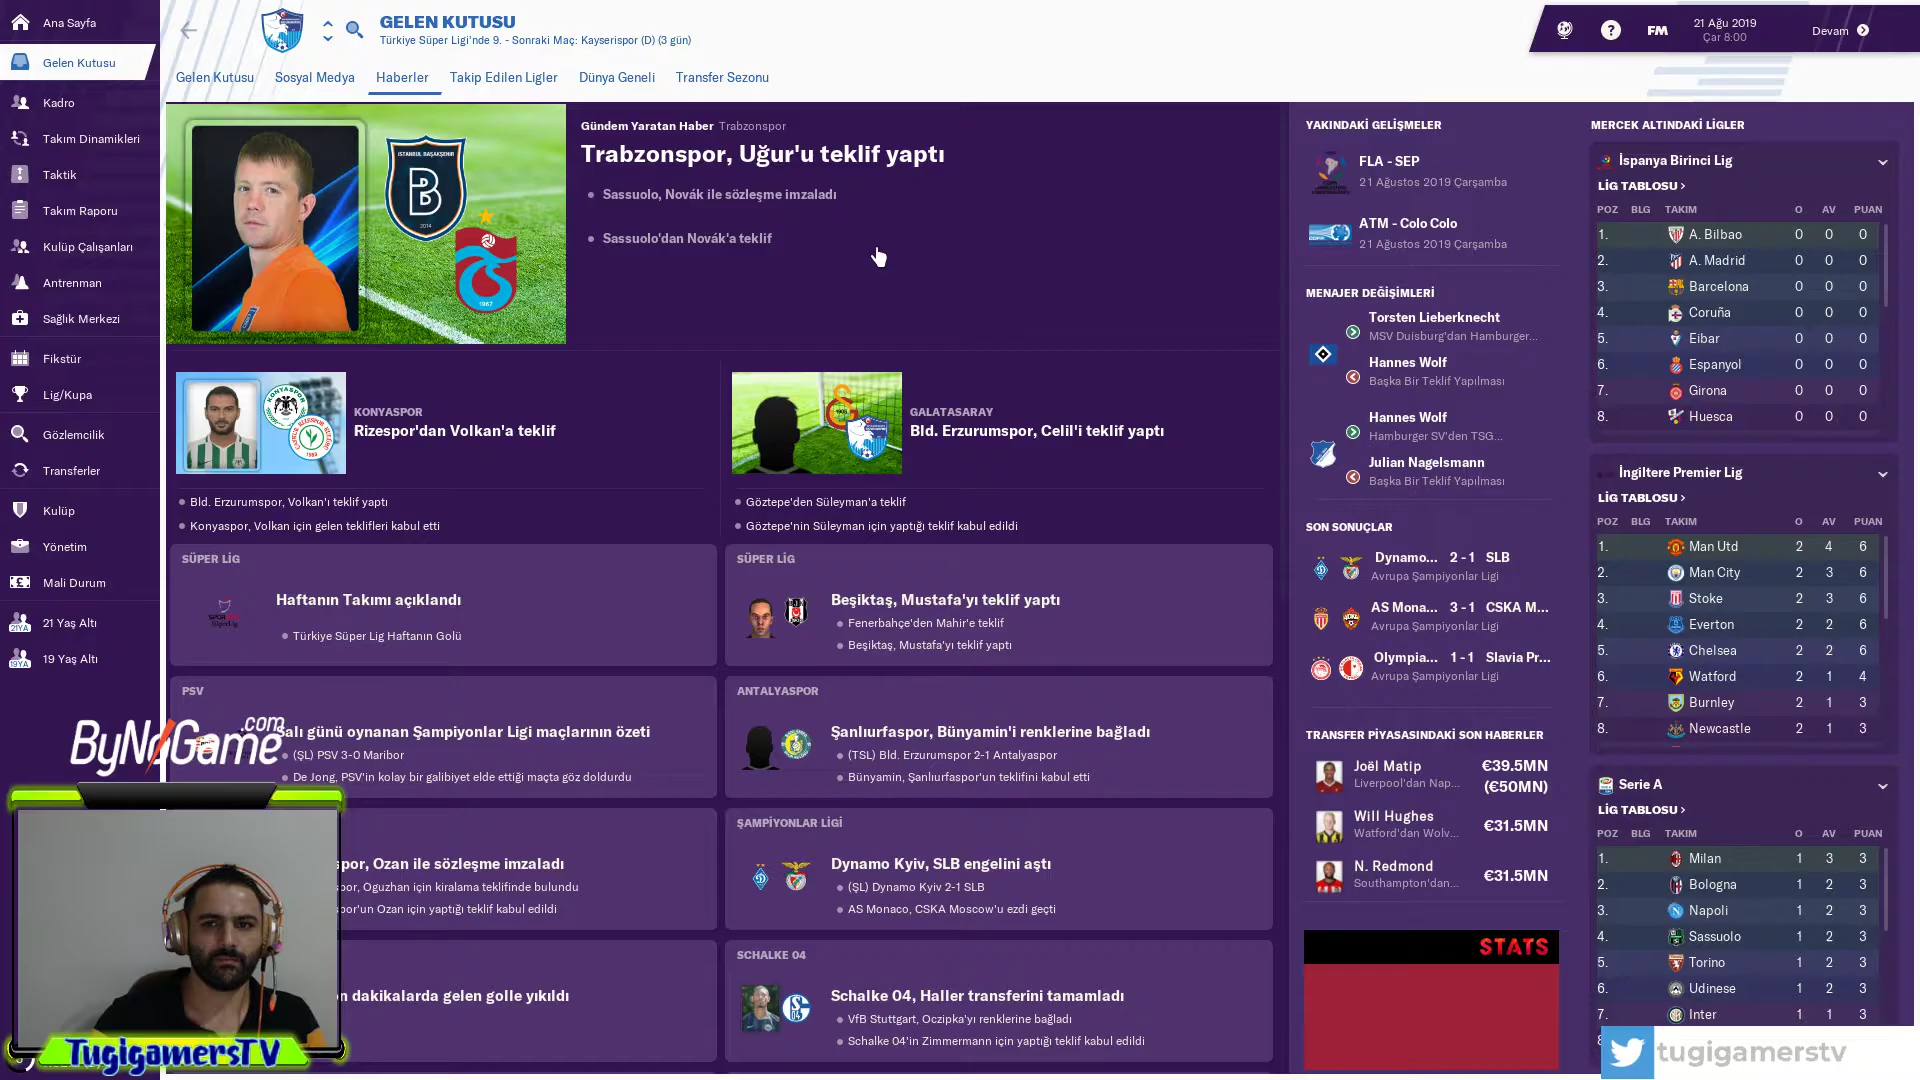 Ana Sayfa
Gelen Kutusu
Kadro
Takım Dinamikleri
Taktik
Takım Raporu
Kulüp Çalışanları
Antrenman
Sağlık Merkezi
Fikstür
Lig/Kupa
Gözlemcilik
Transferler
Kulüp
Yönetim
Mali Durum
21 Yaş Altı
19 Yaş Altı
GELEN KUTUSU
Türkiye Süper Ligi'nde 9. - Sonraki Maç: Kayserispor (D) (3 gün)
FM
21 Ağu 2019
Çar 8:00
Devam
Gelen Kutusu Sosyal Medya Haberler Takip Edilen Ligler Dünya Geneli Transfer Sezonu
Gündem Yaratan Haber Trabzonspor
Trabzonspor, Uğur'u teklif yaptı
Sassuolo, Novák ile sözleşme imzaladı
Sassuolo'dan Novák'a teklif
KONYASPOR
Rizespor'dan Volkan'a teklif
Bld. Erzurumspor, Volkan'ı teklif yaptı
Konyaspor, Volkan için gelen teklifleri kabul etti
GALATASARAY
Bld. Erzurumspor, Celil'i teklif yaptı
Göztepe'den Süleyman'a teklif
Göztepe'nin Süleyman için yaptığı teklif kabul edildi
SÜPER LİG
Haftanın Takımı açıklandı
Türkiye Süper Lig Haftanın Golü
SÜPER LİG
Beşiktaş, Mustafa'yı teklif yaptı
Fenerbahçe'den Mahir'e teklif
Beşiktaş, Mustafa'yı teklif yaptı
PSV
Salı günü oynanan Şampiyonlar Ligi maçlarının özeti
(ŞL) PSV 3-0 Maribor
De Jong, PSV'in kolay bir galibiyet elde ettiği maçta göz doldurdu
ANTALYASPOR
Şanlıurfaspor, Bünyamin'i renklerine bağladı
(TSL) Bld. Erzurumspor 2-1 Antalyaspor
Bünyamin, Şanlıurfaspor'un teklifini kabul etti
spor, Ozan ile sözleşme imzaladı
spor, Oguzhan için kiralama teklifinde bulundu
spor'un Ozan için yaptığı teklif kabul edildi
ŞAMPİYONLAR LİGİ
Dynamo Kyiv, SLB engelini aştı
(ŞL) Dynamo Kyiv 2-1 SLB
AS Monaco, CSKA Moscow'u ezdi geçti
n dakikalarda gelen golle yıkıldı
SCHALKE 04
Schalke 04, Haller transferini tamamladı
VfB Stuttgart, Oczipka'yı renklerine bağladı
Schalke 04'in Zimmermann için yaptığı teklif kabul edildi
YAKINDAKİ GELİŞMELER
FLA - SEP
21 Ağustos 2019 Çarşamba
ATM - Colo Colo
21 Ağustos 2019 Çarşamba
MENAJER DEĞİŞİMLERİ
Torsten Lieberknecht
MSV Duisburg'dan Hamburger...
Hannes Wolf
Başka Bir Teklif Yapılması
Hannes Wolf
Hamburger SV'den TSG...
Julian Nagelsmann
Başka Bir Teklif Yapılması
SON SONUÇLAR
Dynamo... 2 - 1 SLB
Avrupa Şampiyonlar Ligi
AS Mona... 3 - 1 CSKA M...
Avrupa Şampiyonlar Ligi
Olympia... 1 - 1 Slavia Pr...
Avrupa Şampiyonlar Ligi
TRANSFER PİYASASINDAKİ SON HABERLER
Joël Matip €39.5MN
Liverpool'dan Nap... (€50MN)
Will Hughes €31.5MN
Watford'dan Wolv...
N. Redmond €31.5MN
Southampton'dan...
STATS
MERCEK ALTINDAKİ LİGLER
İspanya Birinci Lig
LİG TABLOSU >
POZ BLG TAKIM O AV PUAN
1. A. Bilbao 0 0 0
2. A. Madrid 0 0 0
3. Barcelona 0 0 0
4. Coruña 0 0 0
5. Eibar 0 0 0
6. Espanyol 0 0 0
7. Girona 0 0 0
8. Huesca 0 0 0
İngiltere Premier Lig
LİG TABLOSU >
POZ BLG TAKIM O AV PUAN
1. Man Utd 2 4 6
2. Man City 2 3 6
3. Stoke 2 3 6
4. Everton 2 2 6
5. Chelsea 2 2 6
6. Watford 2 1 4
7. Burnley 2 1 3
8. Newcastle 2 1 3
Serie A
LİG TABLOSU >
POZ BLG TAKIM O AV PUAN
1. Milan 1 3 3
2. Bologna 1 2 3
3. Napoli 1 2 3
4. Sassuolo 1 2 3
5. Torino 1 2 3
6. Udinese 1 2 3
7. Inter 1 1 3
ByNoGame.com
TugigamersTV
tugigamerstv
İSTANBUL BAŞAKŞEHİR
2014
1967